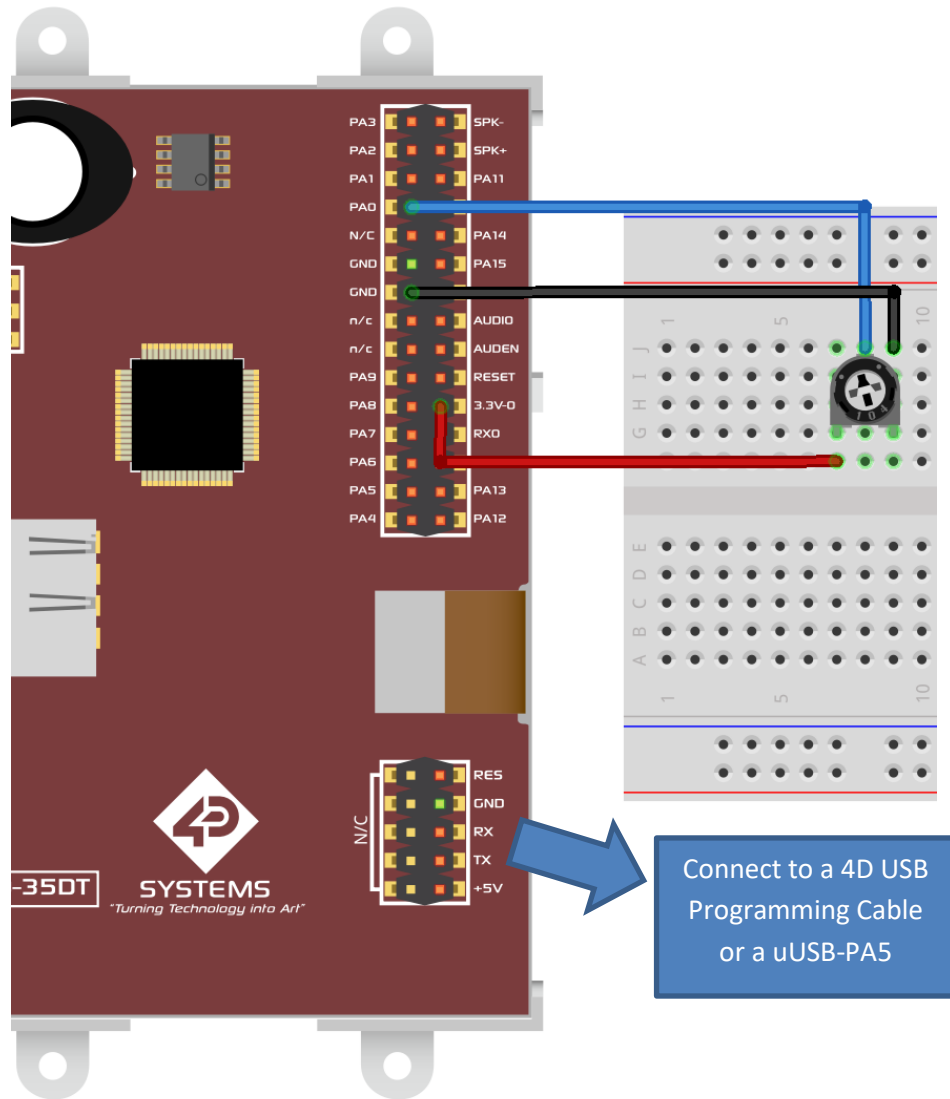 PA3 SPK-
PA2 SPK+
PA1 PA11
PA0
N/C PA14
GND PA15
GND
n/c AUDIO
n/c AUDEN
PA9 RESET
PA8 3.3V-O
PA7 RX0
PA6
PA5 PA13
PA4 PA12
1 5 10
J
I
H
G
104
E
D
C
B
A
1 5 10
N/C
RES
GND
RX
TX
+5V
4D
SYSTEMS
"Turning Technology into Art"
-35DT
Connect to a 4D USB
Programming Cable
or a uUSB-PA5